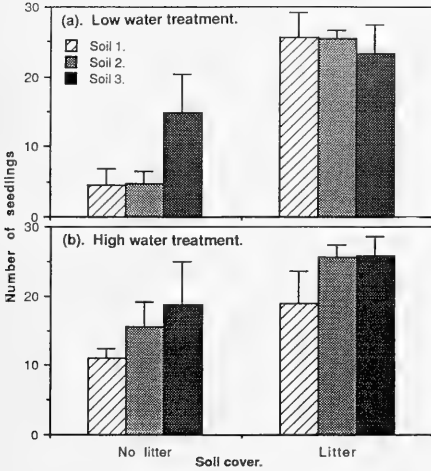 (a). Low water treatment.
Soil 1.
Soil 2.
Soil 3.
30
20
10
0
(b). High water treatment.
30
20
10
0
Number of seedlings
No litter Litter
Soil cover.